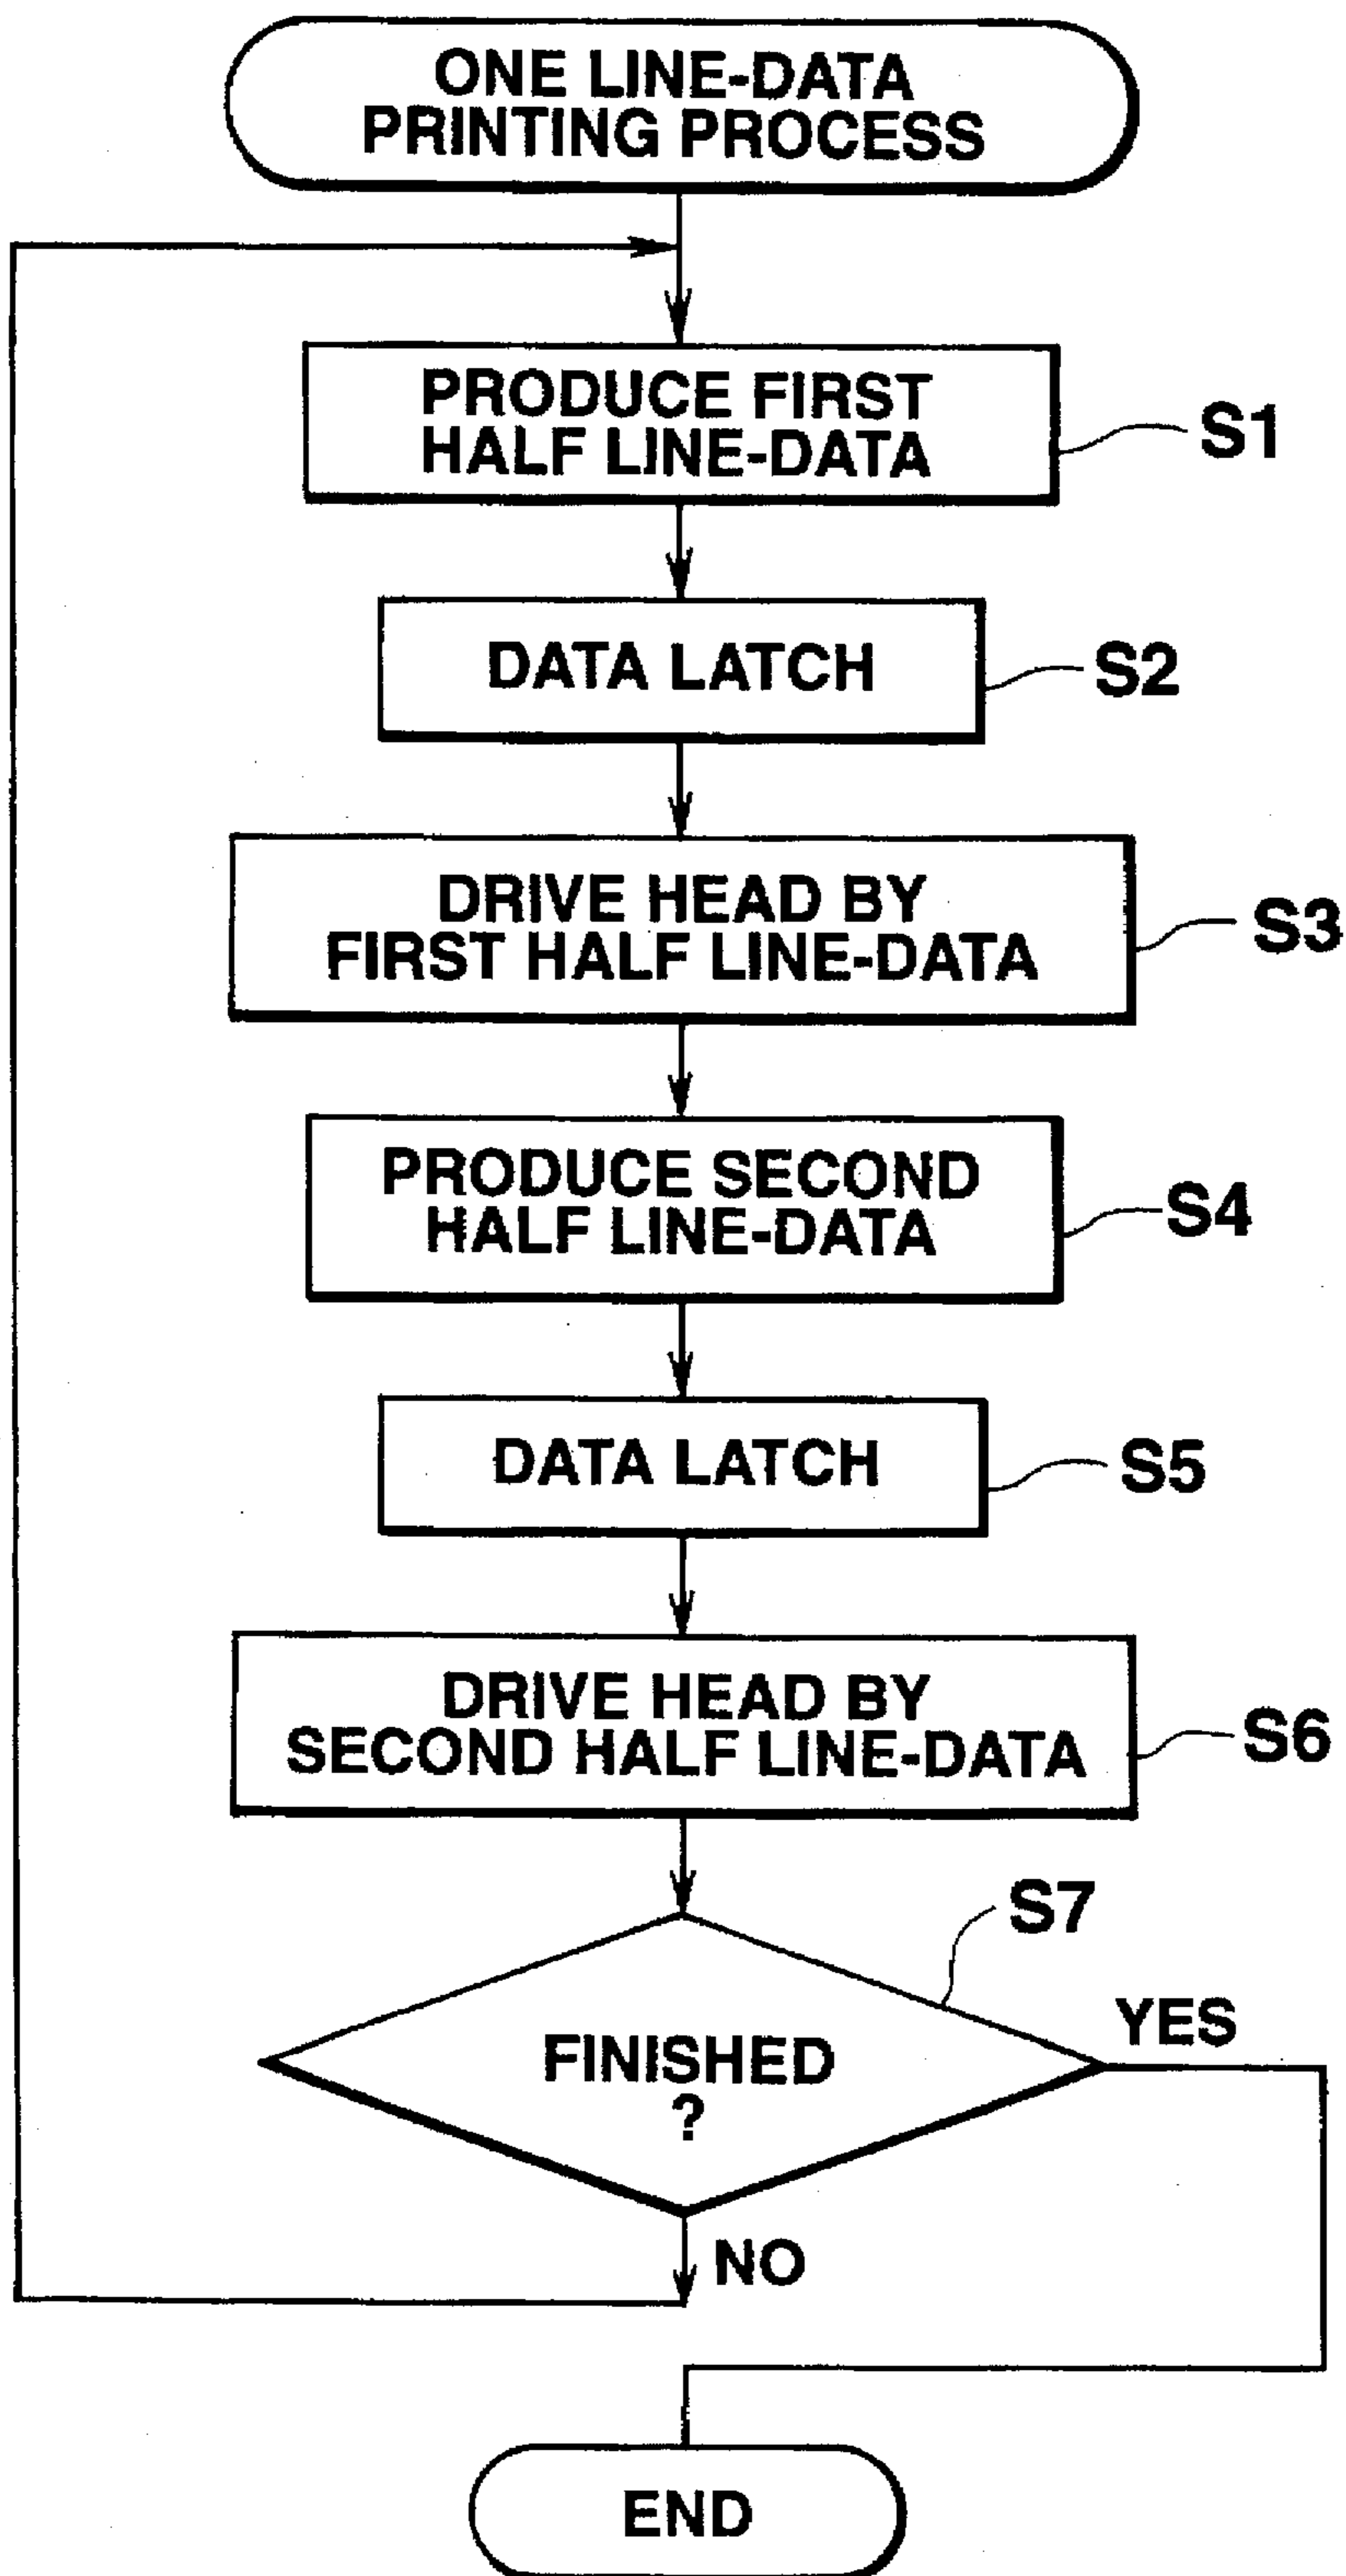 ONE LINE-DATA
PRINTING PROCESS
PRODUCE FIRST
HALF LINE-DATA
S1
DATA LATCH
S2
DRIVE HEAD BY
FIRST HALF LINE-DATA
S3
PRODUCE SECOND
HALF LINE-DATA
S4
DATA LATCH
S5
DRIVE HEAD BY
SECOND HALF LINE-DATA
S6
S7
YES
FINISHED
?
NO
END